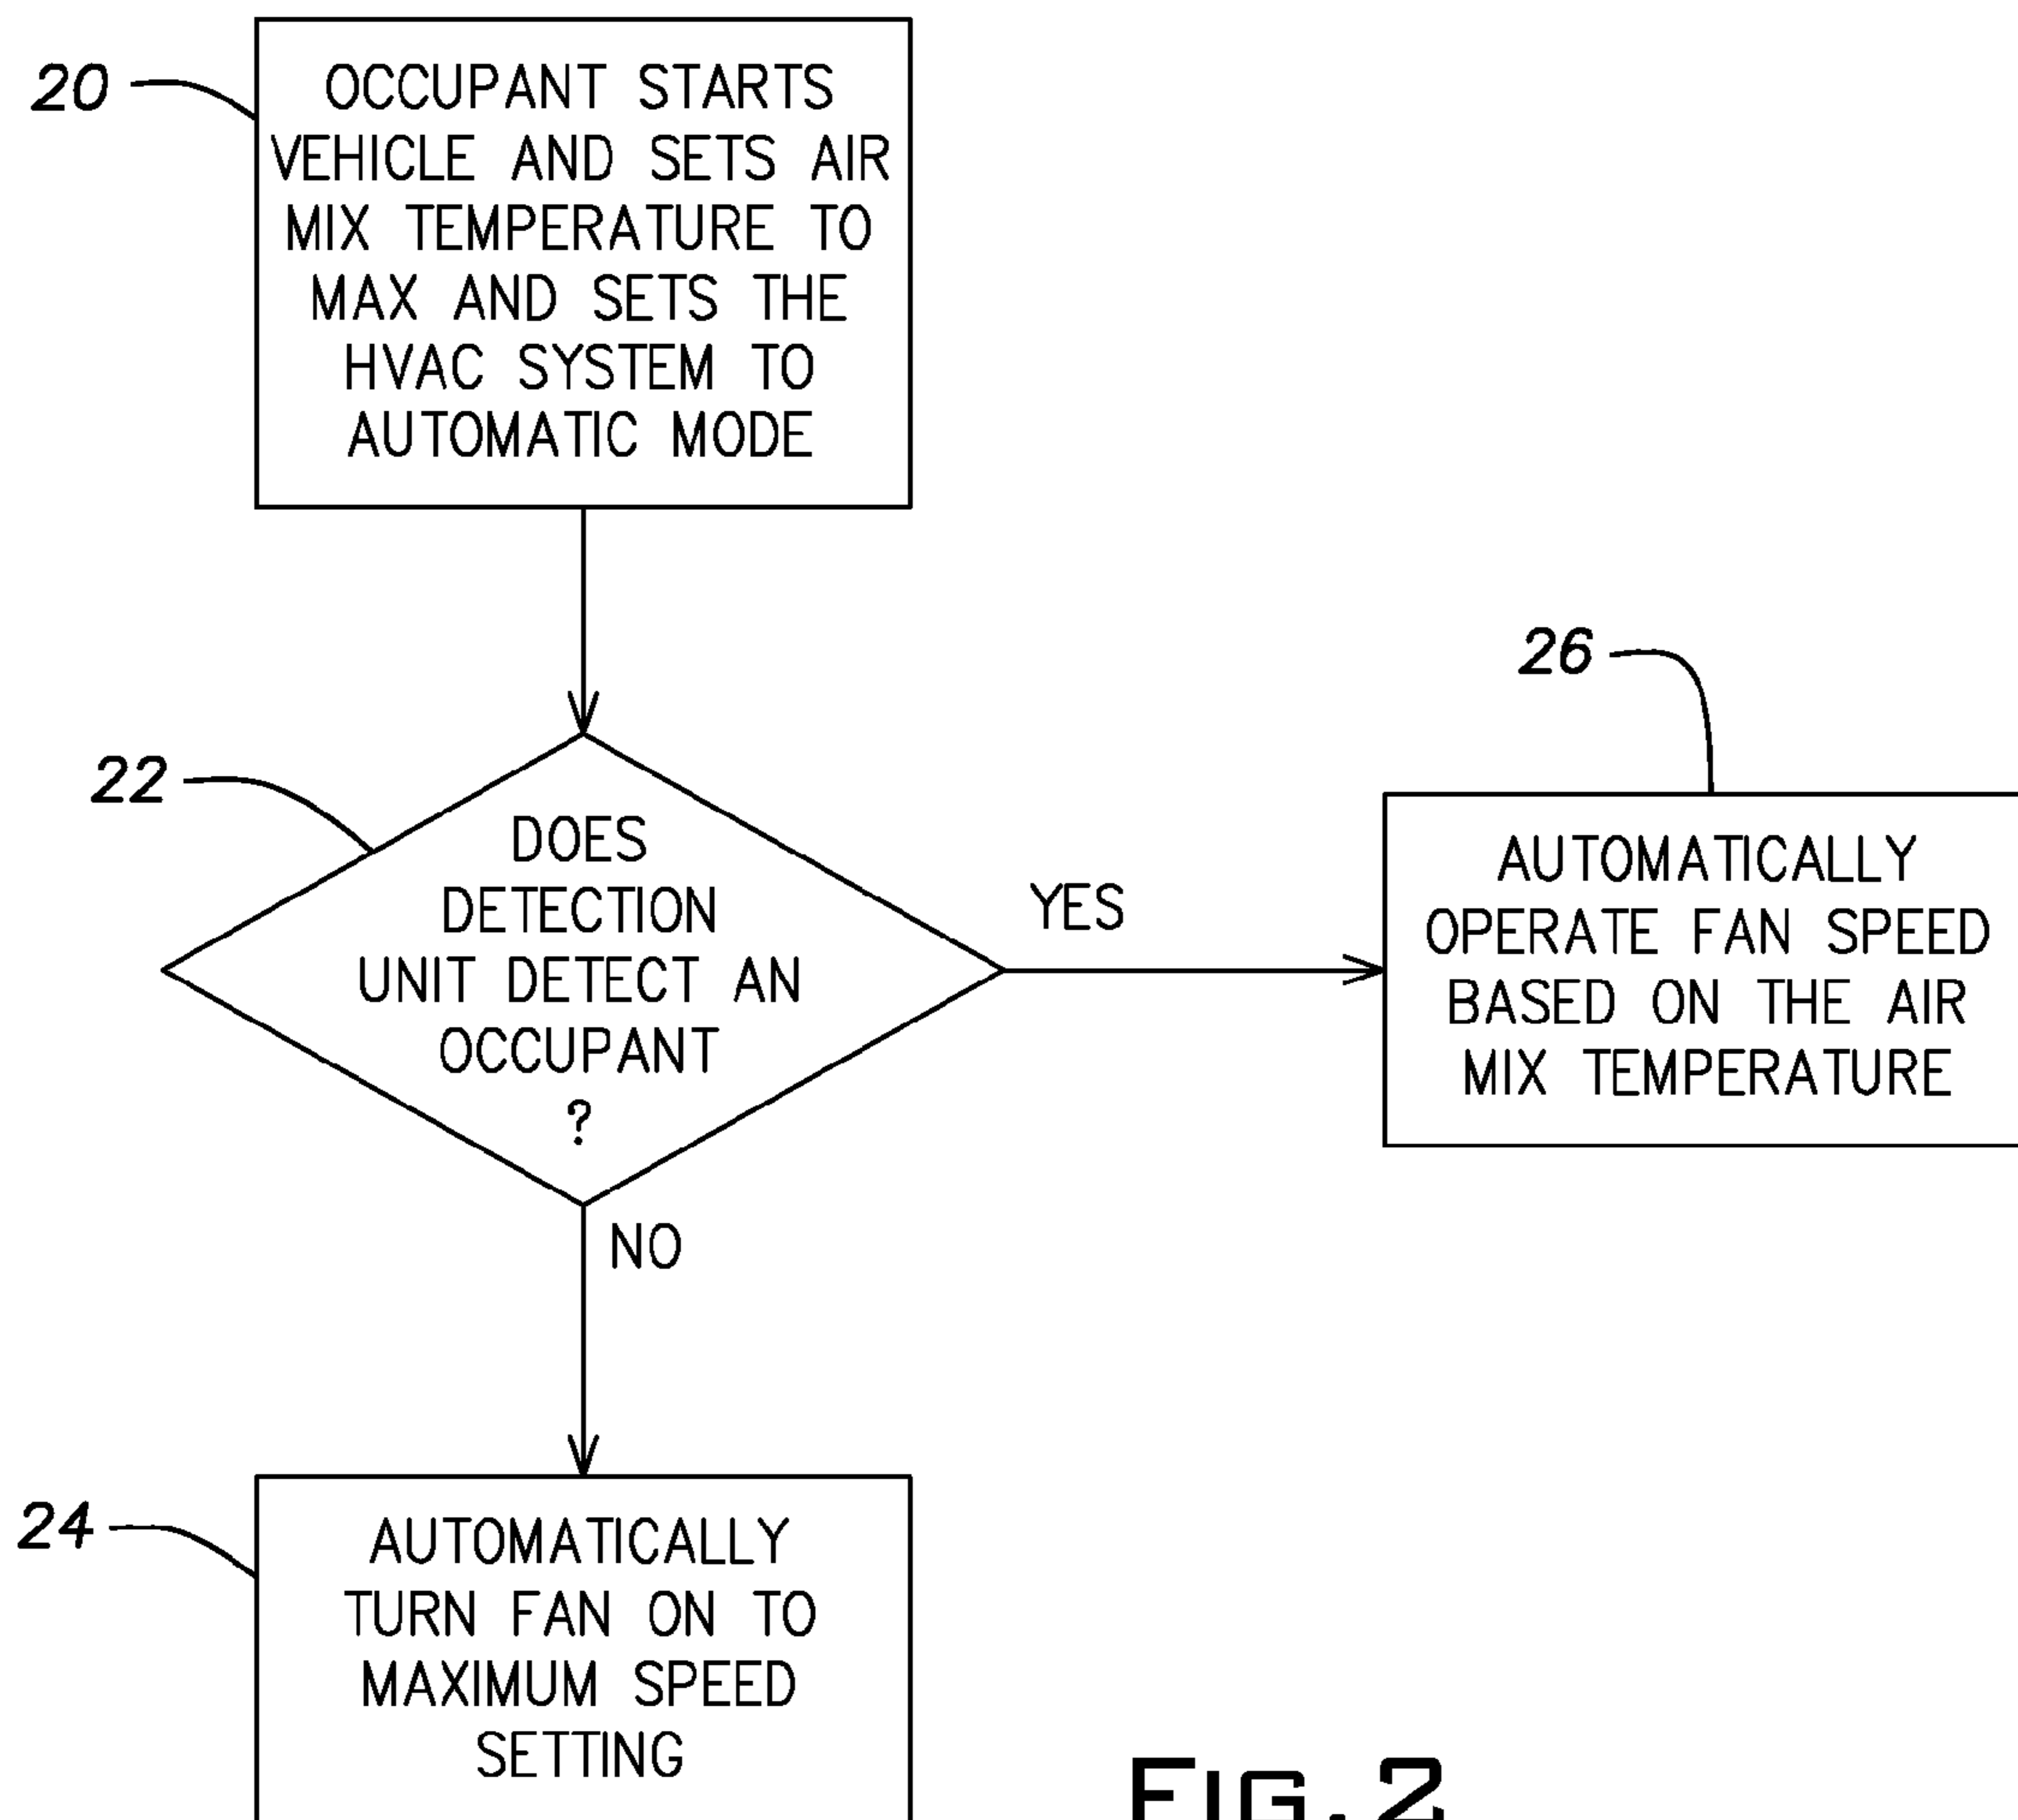 20
OCCUPANT STARTS
VEHICLE AND SETS AIR
MIX TEMPERATURE TO
MAX AND SETS THE
HVAC SYSTEM TO
AUTOMATIC MODE
22
DOES
DETECTION
UNIT DETECT AN
OCCUPANT
?
YES
26
AUTOMATICALLY
OPERATE FAN SPEED
BASED ON THE AIR
MIX TEMPERATURE
NO
24
AUTOMATICALLY
TURN FAN ON TO
MAXIMUM SPEED
SETTING
FIG. 2